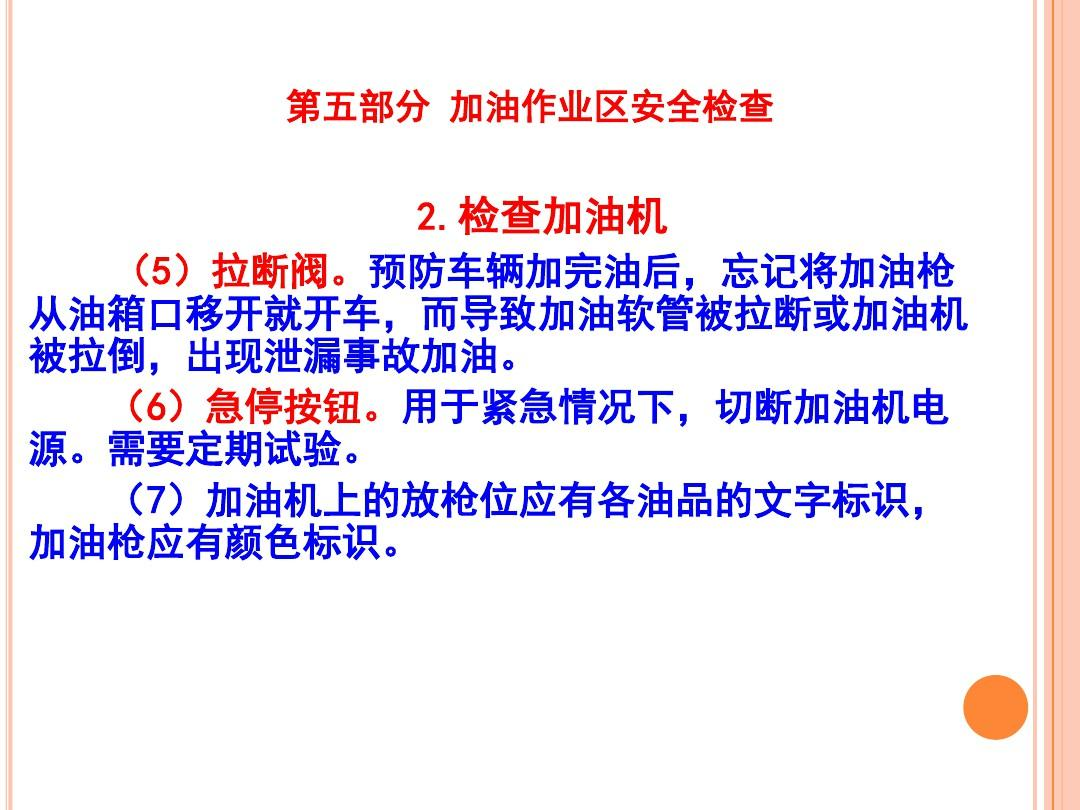 第五部分 加油作业区安全检查
2.检查加油机
（5）拉断阀。预防车辆加完油后，忘记将加油枪
从油箱口移开就开车，而导致加油软管被拉断或加油机
被拉倒，出现泄漏事故加油。
（6）急停按钮。用于紧急情况下，切断加油机电
源。需要定期试验。
（7）加油机上的放枪位应有各油品的文字标识，
加油枪应有颜色标识。